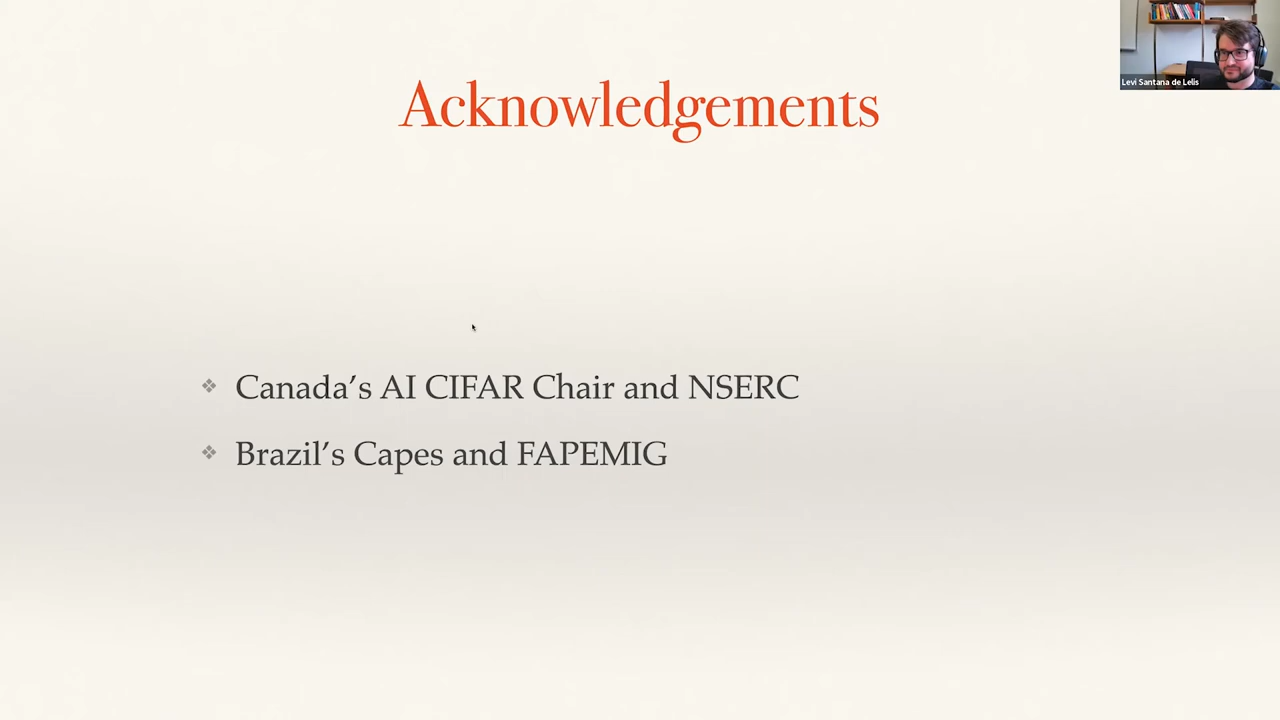 Acknowledgements
Levi Santana de Lelis
Canada's AI CIFAR Chair and NSERC
Brazil's Capes and FAPEMIG